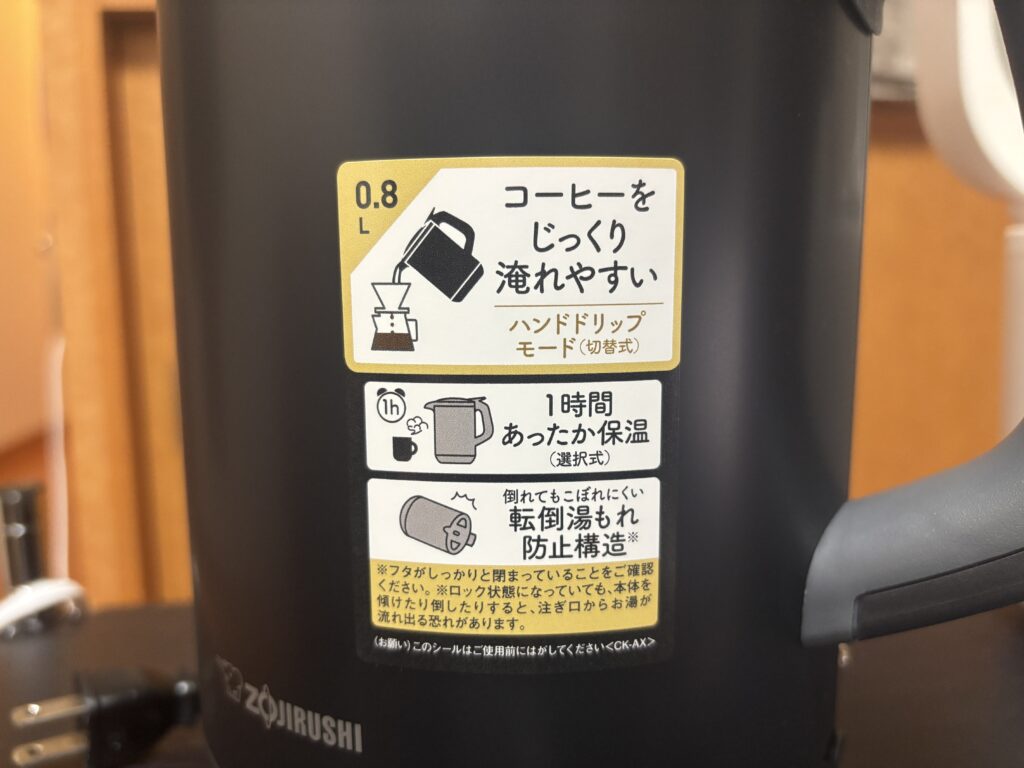 0.8
L
コーヒーを
じっくり
淹れやすい
ハンドドリップ
モード(切替式)
1h
1時間
あったか保温
(選択式)
倒れてもこぼれにくい
転倒湯もれ
防止構造※
※フタがしっかりと閉まっていることをご確認
ください。※ロック状態になっていても、本体を
傾けたり倒したりすると、注ぎ口からお湯が
流れ出る恐れがあります。
(お願い)このシールはご使用前にはがしてください<CK-AX>
ZOJIRUSHI